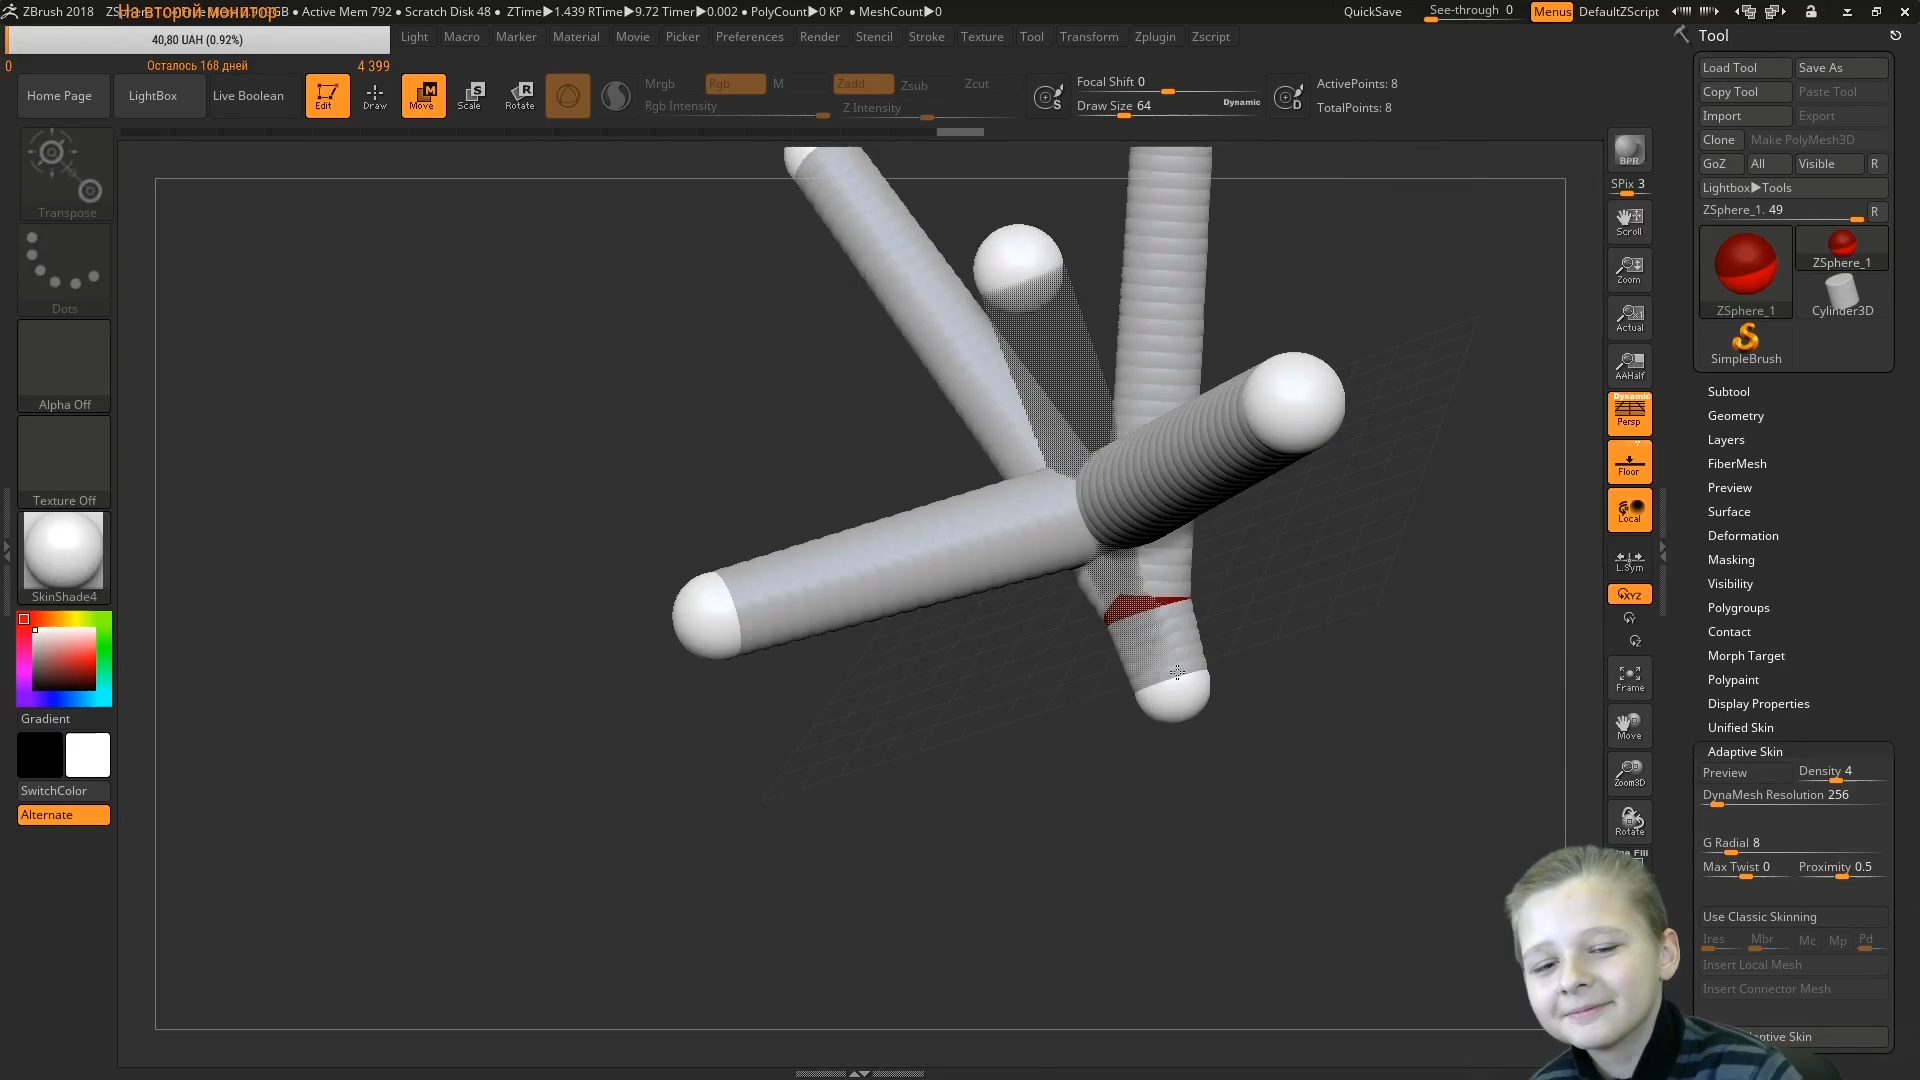 ZBrush 2018
На второй монитор
• Active Mem 792 • Scratch Disk 48 • ZTime▶1.439 RTime▶9.72 Timer▶0.002 • PolyCount▶0 KP • MeshCount▶0
QuickSave
See-through 0
Menus
DefaultZScript
40,80 UAH (0.92%)
0
Осталось 168 дней
4 399
Light Macro Marker Material Movie Picker Preferences Render Stencil Stroke Texture Tool Transform Zplugin Zscript
Home Page
LightBox
Live Boolean
Edit
Draw
Move
Scale
Rotate
Mrgb Rgb M
Rgb Intensity
Zadd Zsub Zcut
Z Intensity
S
Focal Shift 0
Draw Size 64
Dynamic
D
ActivePoints: 8
TotalPoints: 8
Transpose
Dots
Alpha Off
Texture Off
SkinShade4
Gradient
SwitchColor
Alternate
BPR
SPix 3
Scroll
Zoom
Actual
AAHalf
Dynamic
Persp
Floor
Local
L.Sym
XYZ
Y
Z
Frame
Move
Zoom3D
Rotate
Tool
Load Tool Save As
Copy Tool Paste Tool
Import Export
Clone Make PolyMesh3D
GoZ All Visible R
Lightbox▶Tools
ZSphere_1. 49 R
ZSphere_1
ZSphere_1
Cylinder3D
SimpleBrush
Subtool
Geometry
Layers
FiberMesh
Preview
Surface
Deformation
Masking
Visibility
Polygroups
Contact
Morph Target
Polypaint
Display Properties
Unified Skin
Adaptive Skin
Preview Density 4
DynaMesh Resolution 256
G Radial 8
Max Twist 0 Proximity 0.5
Use Classic Skinning
Ires Mbr Mc Mp Pd
Insert Local Mesh
Insert Connector Mesh
Skin